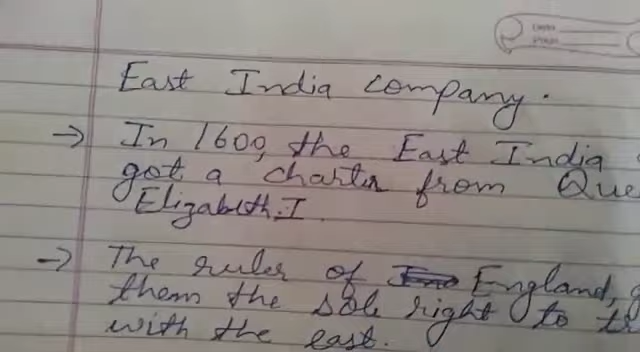 East India company.
→ In 1600, the East India
got a charter from Que
Elizabeth I.
→ The ruler of England,
them the sole right to t
with the east.